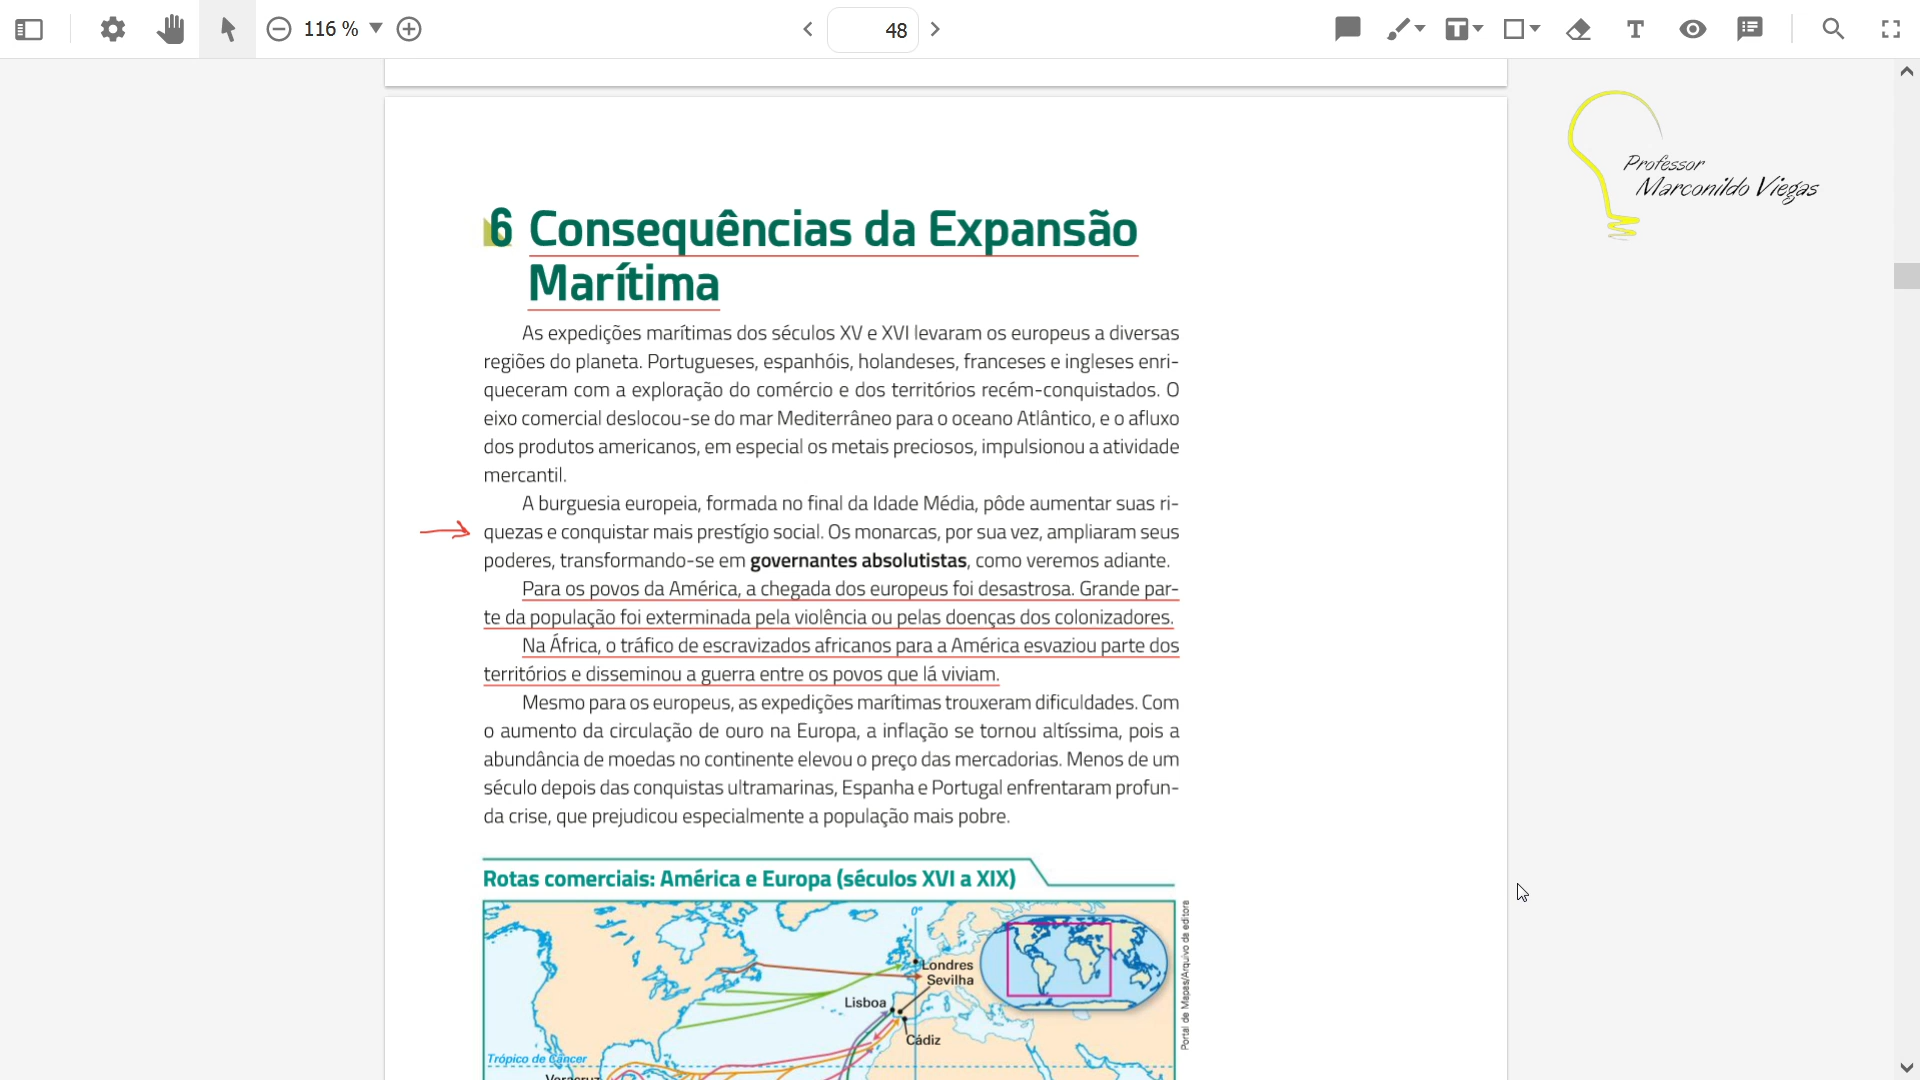 116 %
48
Professor
Marconildo Viegas
6 Consequências da Expansão
Marítima
As expedições marítimas dos séculos XV e XVI levaram os europeus a diversas
regiões do planeta. Portugueses, espanhóis, holandeses, franceses e ingleses enri-
queceram com a exploração do comércio e dos territórios recém-conquistados. O
eixo comercial deslocou-se do mar Mediterrâneo para o oceano Atlântico, e o afluxo
dos produtos americanos, em especial os metais preciosos, impulsionou a atividade
mercantil.
A burguesia europeia, formada no final da Idade Média, pôde aumentar suas ri-
quezas e conquistar mais prestígio social. Os monarcas, por sua vez, ampliaram seus
poderes, transformando-se em governantes absolutistas, como veremos adiante.
Para os povos da América, a chegada dos europeus foi desastrosa. Grande par-
te da população foi exterminada pela violência ou pelas doenças dos colonizadores.
Na África, o tráfico de escravizados africanos para a América esvaziou parte dos
territórios e disseminou a guerra entre os povos que lá viviam.
Mesmo para os europeus, as expedições marítimas trouxeram dificuldades. Com
o aumento da circulação de ouro na Europa, a inflação se tornou altíssima, pois a
abundância de moedas no continente elevou o preço das mercadorias. Menos de um
século depois das conquistas ultramarinas, Espanha e Portugal enfrentaram profun-
da crise, que prejudicou especialmente a população mais pobre.
Rotas comerciais: América e Europa (séculos XVI a XIX)
0°
Londres
Sevilha
Lisboa
Cádiz
Trópico de Câncer
Veracruz
Portal de Mapas/Arquivo da editora